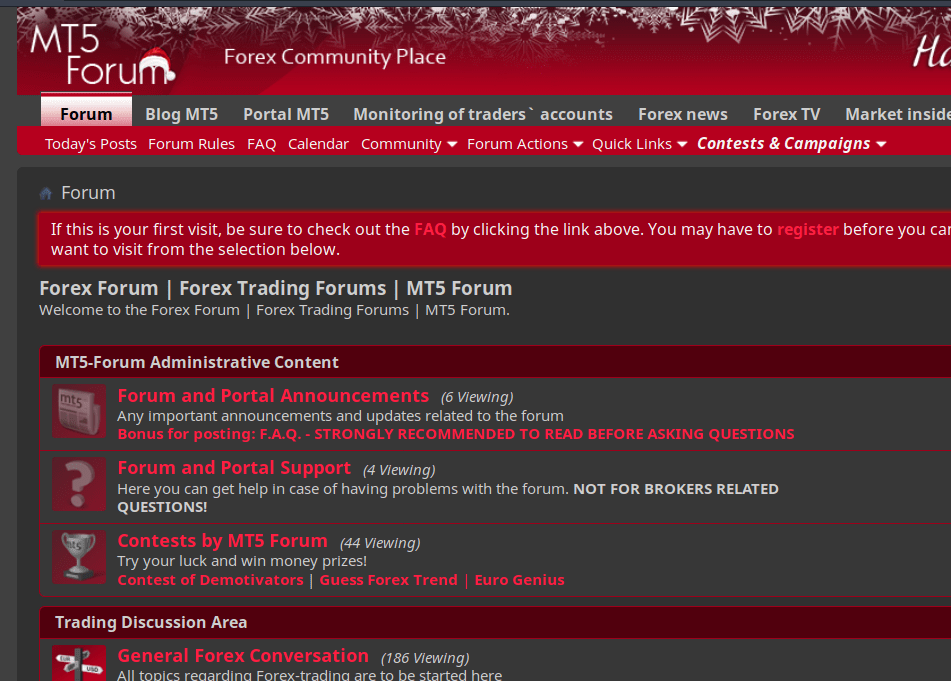 MT5
Forum
Forex Community Place
Forum Blog MT5 Portal MT5 Monitoring of traders` accounts Forex news Forex TV Market inside
Today's Posts Forum Rules FAQ Calendar Community Forum Actions Quick Links Contests & Campaigns
Forum
If this is your first visit, be sure to check out the FAQ by clicking the link above. You may have to register before you can
want to visit from the selection below.
Forex Forum | Forex Trading Forums | MT5 Forum
Welcome to the Forex Forum | Forex Trading Forums | MT5 Forum.
MT5-Forum Administrative Content
mt5
Forum and Portal Announcements (6 Viewing)
Any important announcements and updates related to the forum
Bonus for posting: F.A.Q. - STRONGLY RECOMMENDED TO READ BEFORE ASKING QUESTIONS
?
Forum and Portal Support (4 Viewing)
Here you can get help in case of having problems with the forum. NOT FOR BROKERS RELATED
QUESTIONS!
mt5
Contests by MT5 Forum (44 Viewing)
Try your luck and win money prizes!
Contest of Demotivators | Guess Forex Trend | Euro Genius
Trading Discussion Area
EUR
USD
General Forex Conversation (186 Viewing)
All topics regarding Forex-trading are to be started here